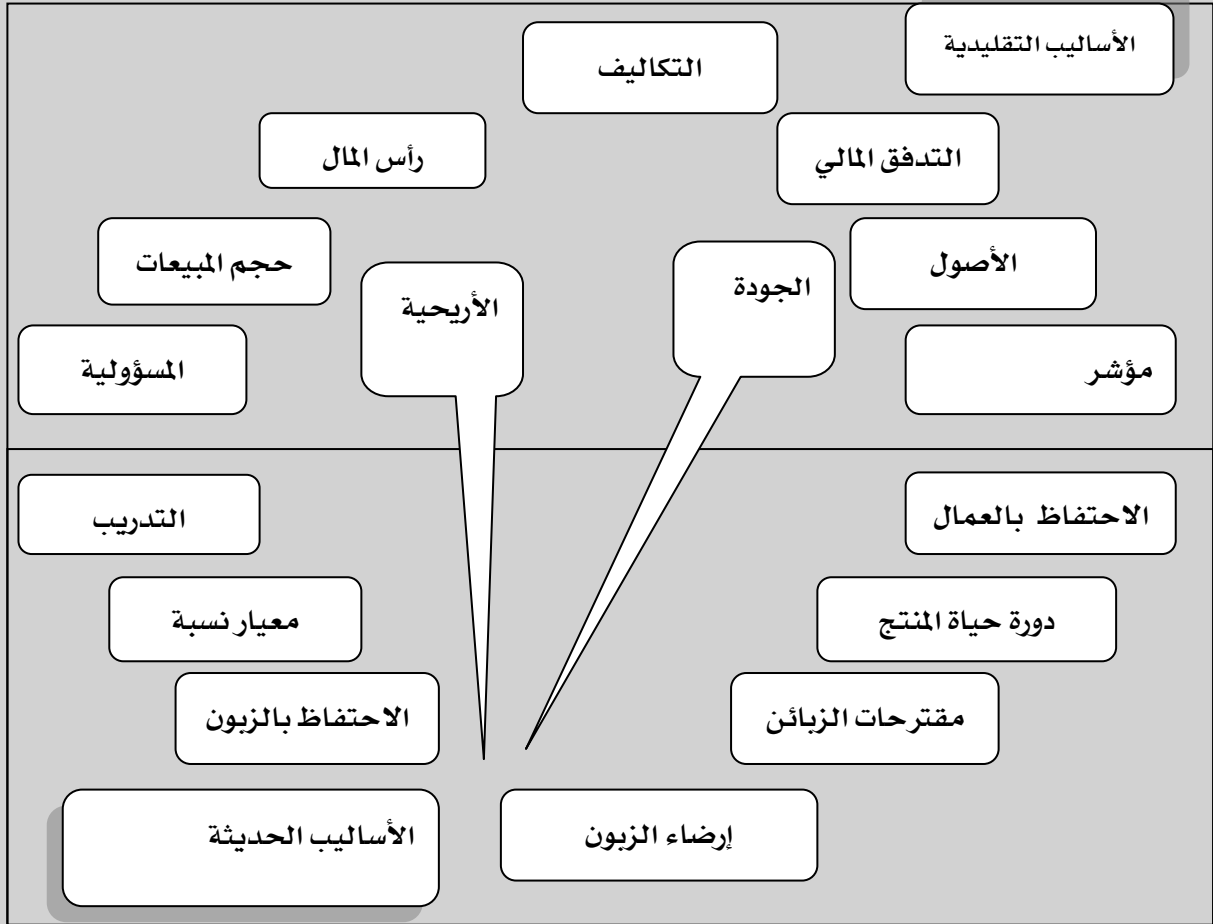 الأساليب التقليدية
التكاليف
التدفق المالي
رأس المال
الأصول
الجودة
حجم المبيعات
الأريحية
مؤشر
المسؤولية
الاحتفاظ بالعمال
التدريب
دورة حياة المنتج
معيار نسبة
مقترحات الزبائن
الاحتفاظ بالزبون
إرضاء الزبون
الأساليب الحديثة